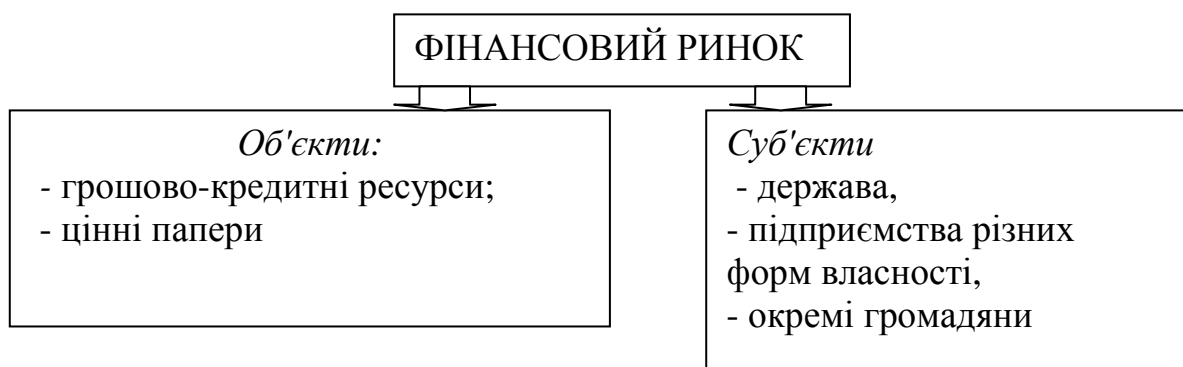 ФІНАНСОВИЙ РИНОК
Об'єкти:
- грошово-кредитні ресурси;
- цінні папери
Суб'єкти
- держава,
- підприємства різних
форм власності,
- окремі громадяни